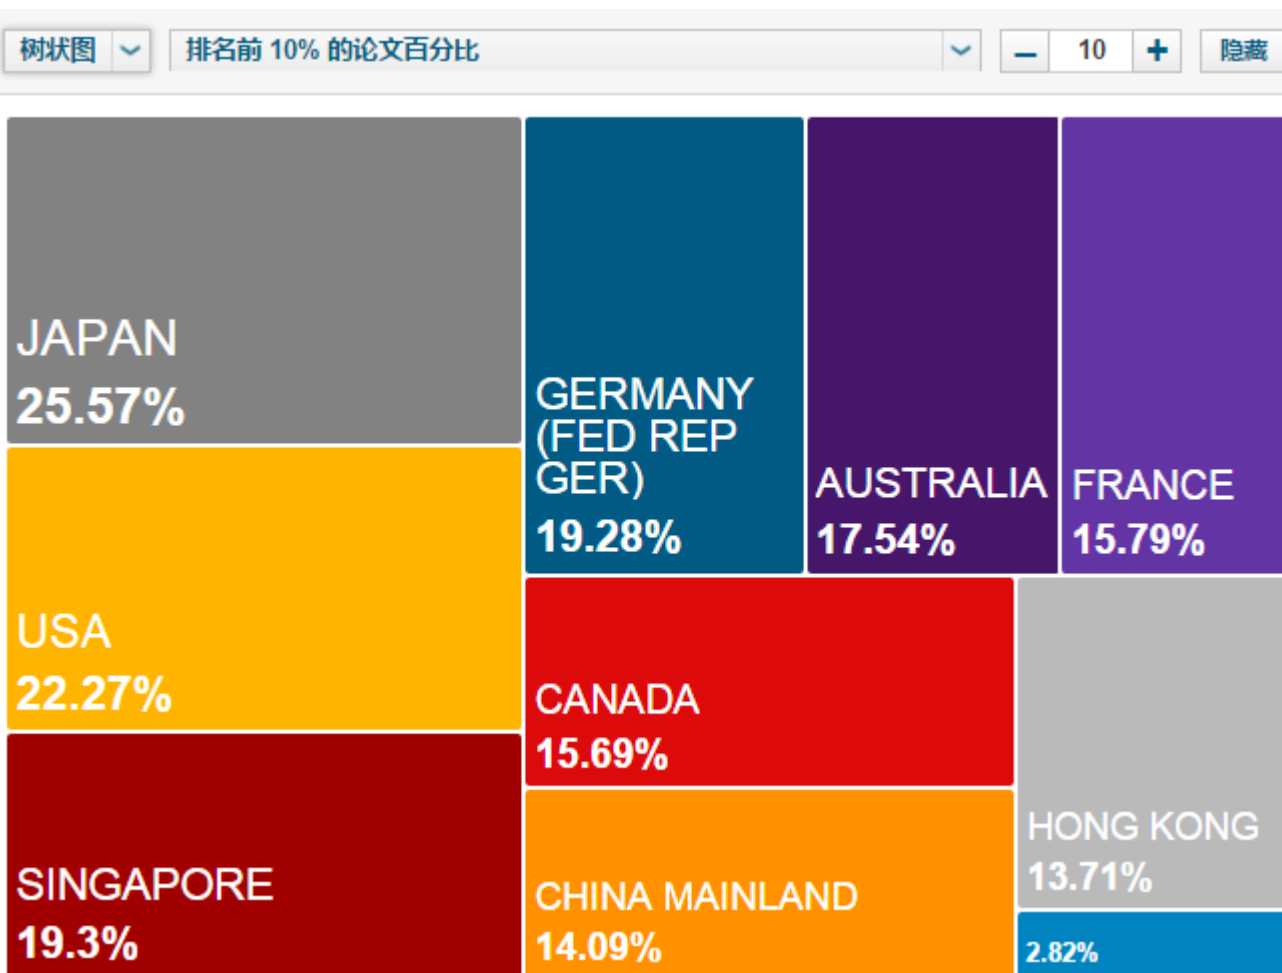 树状图
排名前 10% 的论文百分比
10
隐藏
JAPAN
25.57%
USA
22.27%
SINGAPORE
19.3%
GERMANY
(FED REP
GER)
19.28%
AUSTRALIA
17.54%
FRANCE
15.79%
CANADA
15.69%
CHINA MAINLAND
14.09%
HONG KONG
13.71%
2.82%